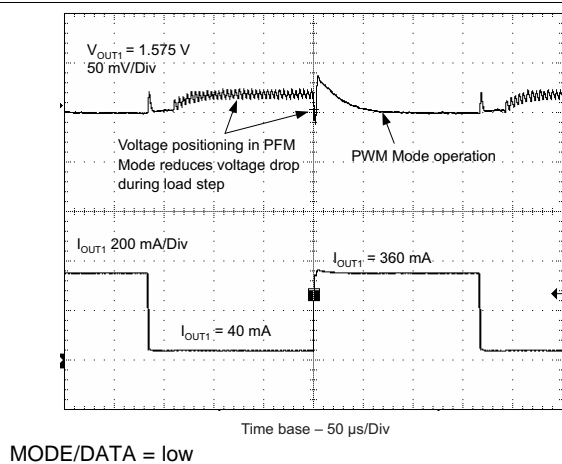 V_OUT1 = 1.575 V
50 mV/Div
Voltage positioning in PFM
Mode reduces voltage drop
during load step
PWM Mode operation
I_OUT1 200 mA/Div
I_OUT1 = 360 mA
I_OUT1 = 40 mA
Time base – 50 µs/Div
MODE/DATA = low